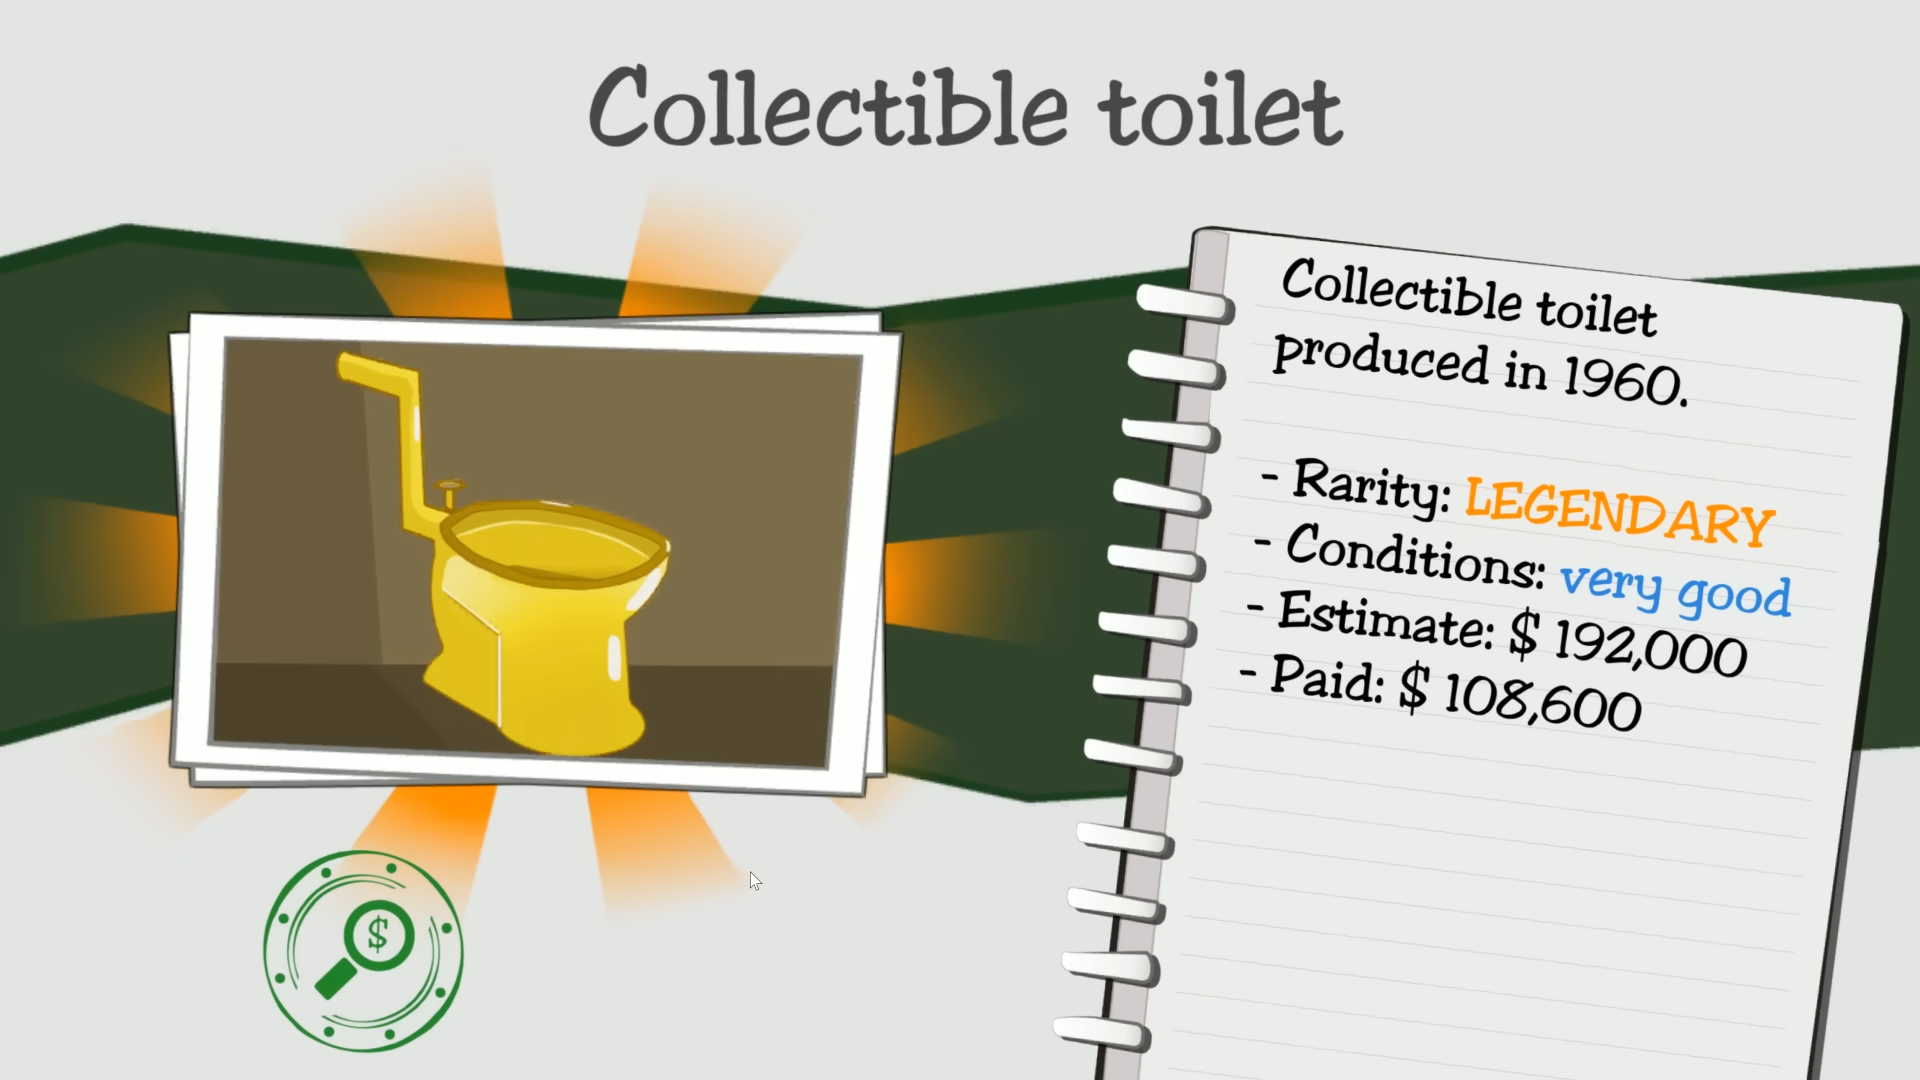 Collectible toilet
Collectible toilet
produced in 1960.
- Rarity: LEGENDARY
- Conditions: very good
- Estimate: $ 192,000
- Paid: $ 108,600
$